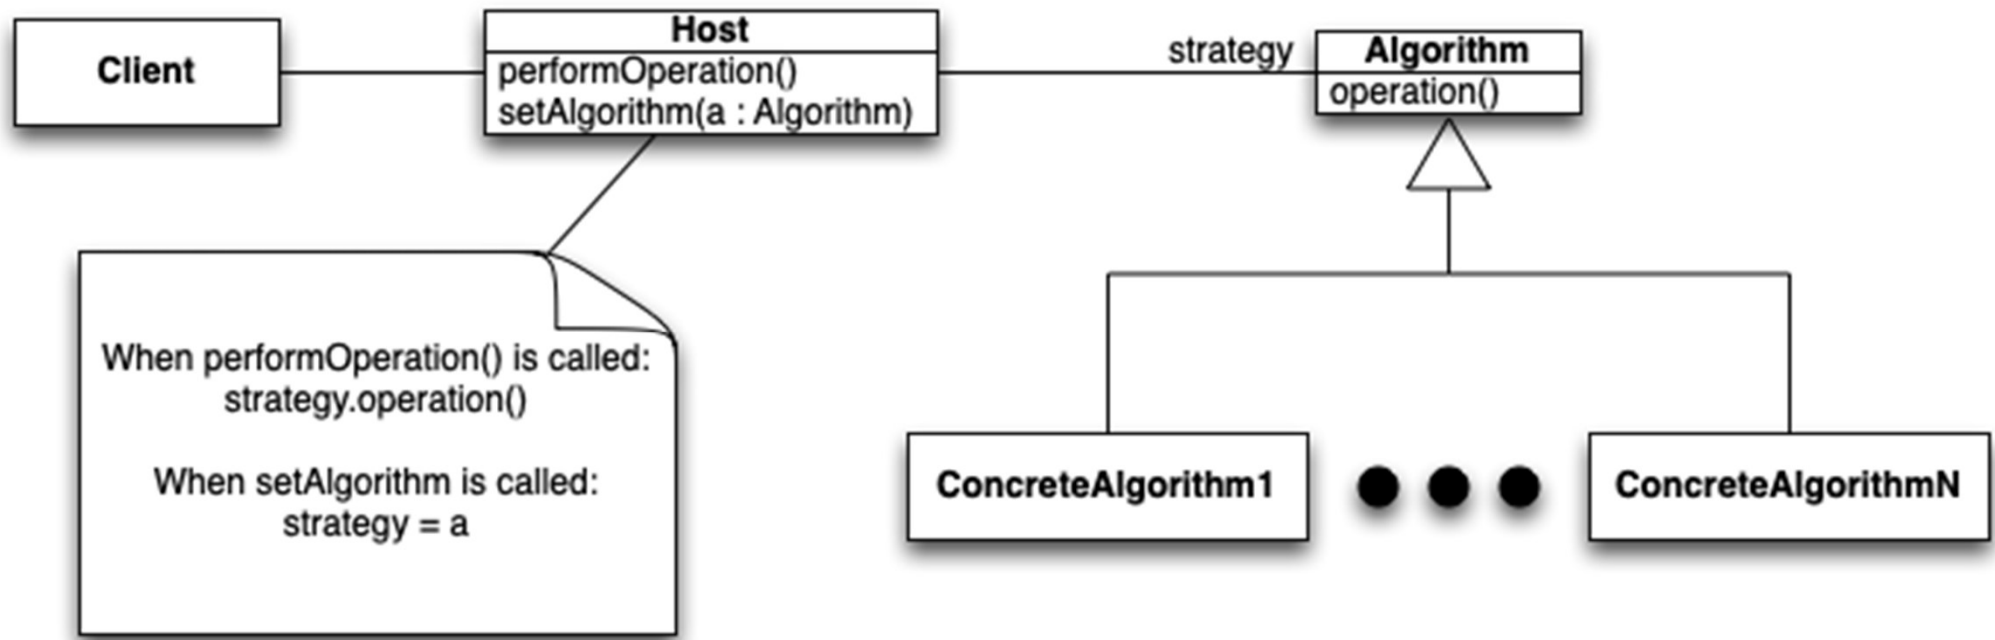 Client
Host
performOperation()
setAlgorithm(a : Algorithm)
strategy
Algorithm
operation()
When performOperation() is called:
strategy.operation()
When setAlgorithm is called:
strategy = a
ConcreteAlgorithm1
ConcreteAlgorithmN